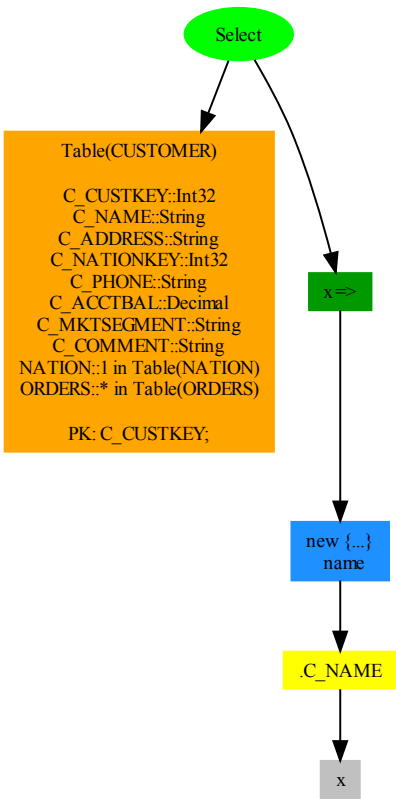 Select
Table(CUSTOMER)
C_CUSTKEY::Int32
C_NAME::String
C_ADDRESS::String
C_NATIONKEY::Int32
C_PHONE::String
C_ACCTBAL::Decimal
C_MKTSEGMENT::String
C_COMMENT::String
NATION::1 in Table(NATION)
ORDERS::* in Table(ORDERS)
PK: C_CUSTKEY;
x=>
new {...}
name
.C_NAME
x